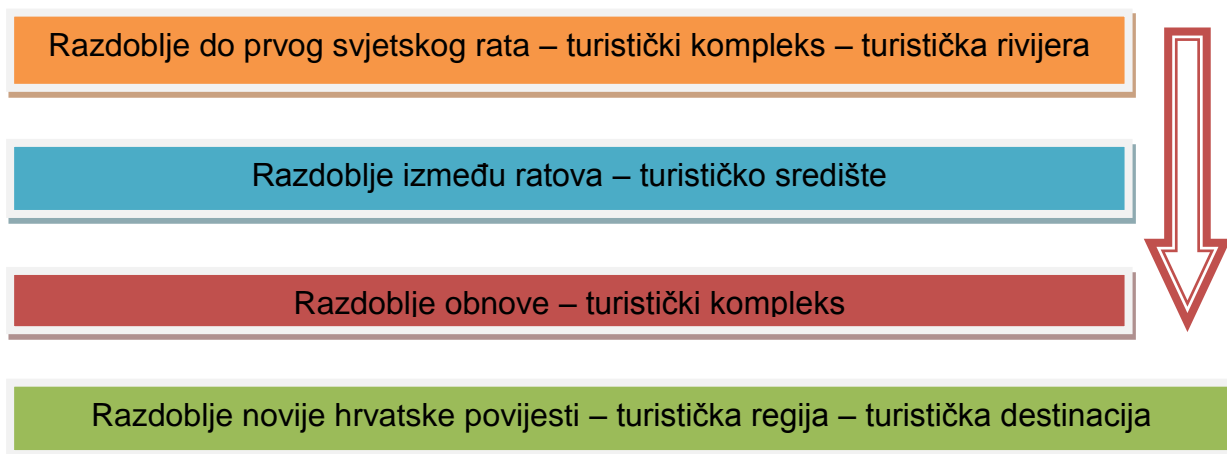 Razdoblje do prvog svjetskog rata – turistički kompleks – turistička rivijera
Razdoblje između ratova – turističko središte
Razdoblje obnove – turistički kompleks
Razdoblje novije hrvatske povijesti – turistička regija – turistička destinacija